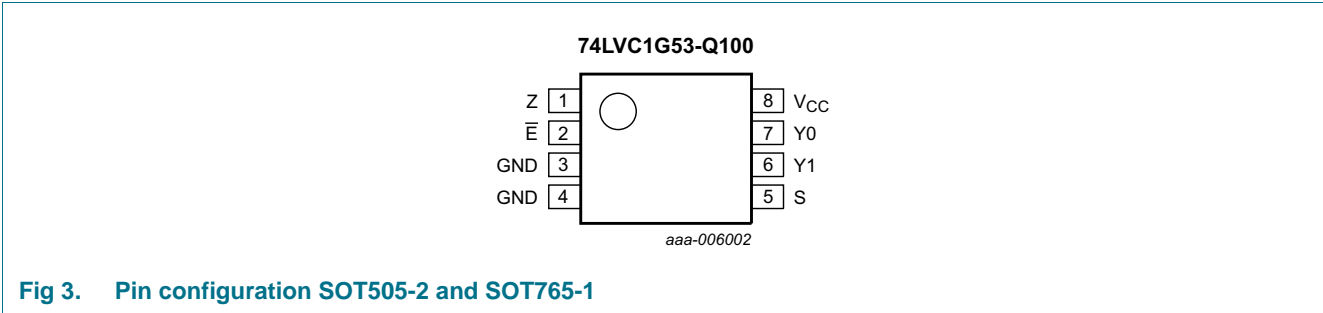 74LVC1G53-Q100
Z 1 8 VCC
E̅ 2 7 Y0
GND 3 6 Y1
GND 4 5 S
aaa-006002
Fig 3. Pin configuration SOT505-2 and SOT765-1